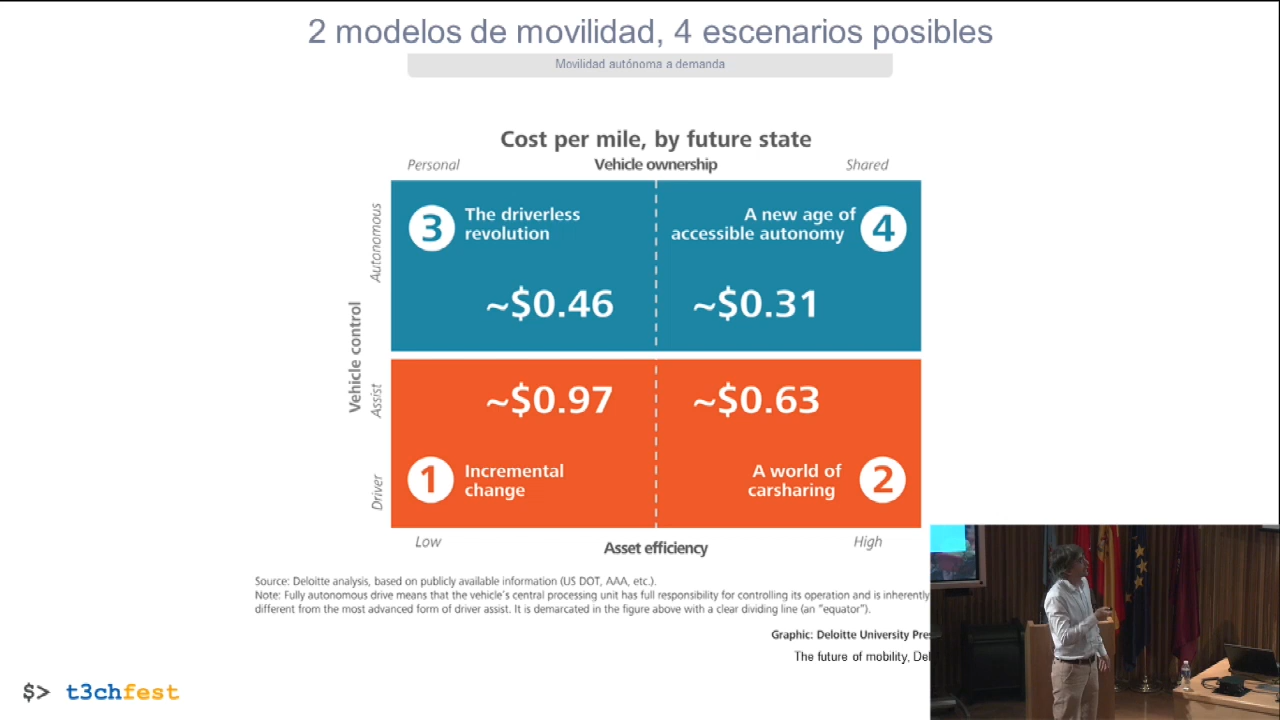 2 modelos de movilidad, 4 escenarios posibles
Movilidad autónoma a demanda
Cost per mile, by future state
Personal
Vehicle ownership
Shared
Autonomous
3
The driverless
revolution
A new age of
accessible autonomy
4
~$0.46
~$0.31
Vehicle control
Assist
~$0.97
~$0.63
Driver
1
Incremental
change
A world of
carsharing
2
Low
Asset efficiency
High
Source: Deloitte analysis, based on publicly available information (US DOT, AAA, etc.).
Note: Fully autonomous drive means that the vehicle's central processing unit has full responsibility for controlling its operation and is inherently
different from the most advanced form of driver assist. It is demarcated in the figure above with a clear dividing line (an "equator").
Graphic: Deloitte University Pre
The future of mobility, Del
$> t3chfest